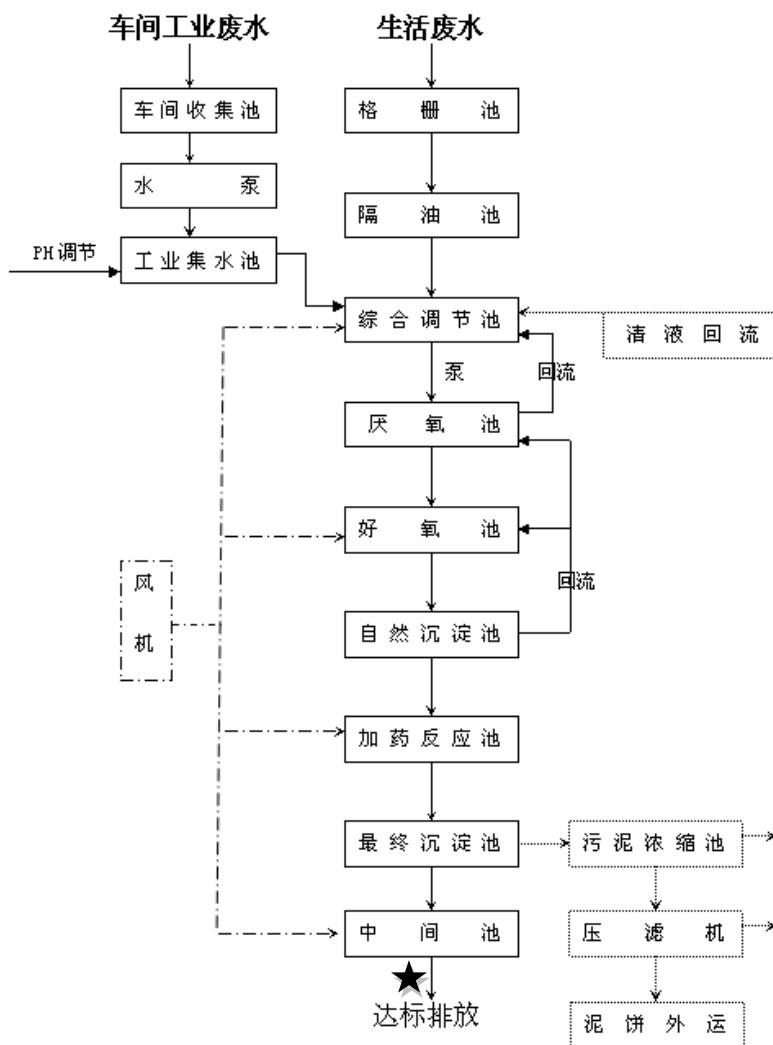 车间工业废水
生活废水
车间收集池
格栅池
水泵
隔油池
PH调节
工业集水池
综合调节池
清液回流
泵
回流
厌氧池
好氧池
风机
回流
自然沉淀池
加药反应池
最终沉淀池
污泥浓缩池
中间池
压滤机
达标排放
泥饼外运